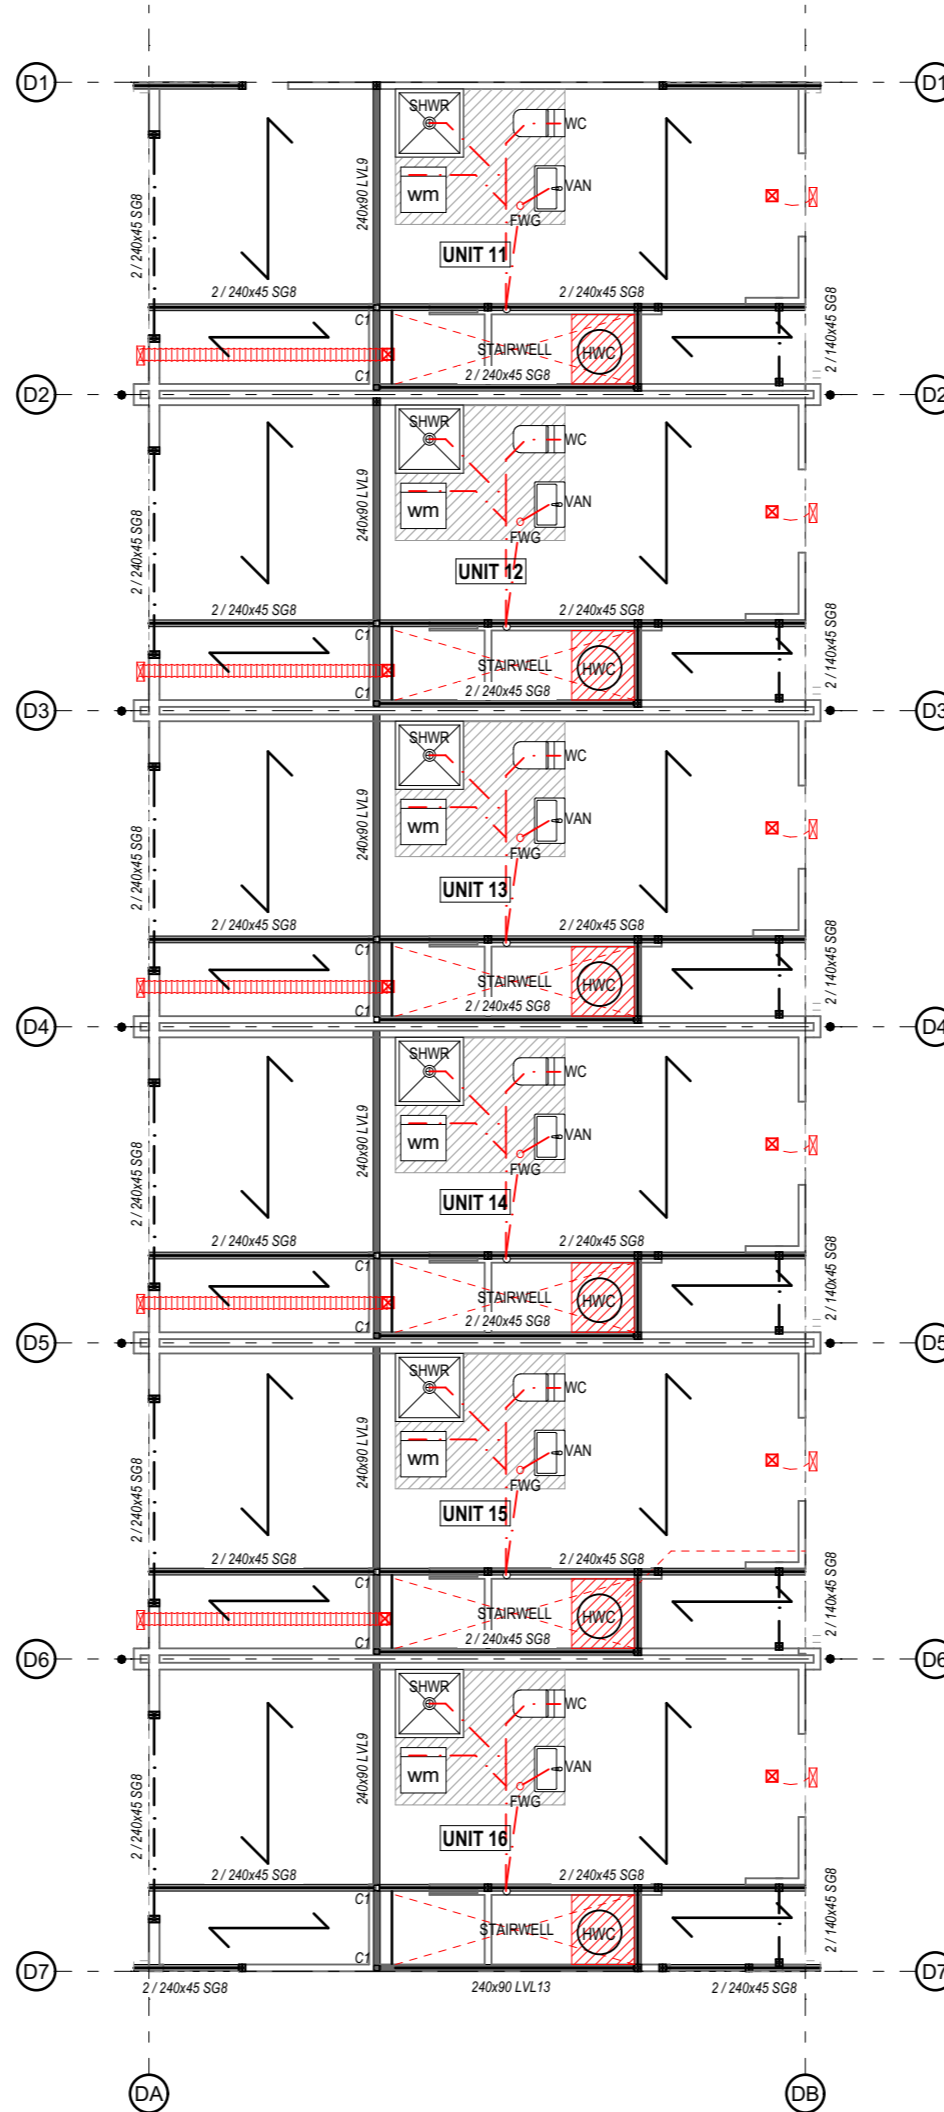 D1 D1
SHWR WC
240x90 LVL9
wm VAN
FWG
2 / 240x45 SG8
UNIT 11
2 / 240x45 SG8 2 / 240x45 SG8
C1 2 / 140x45 SG8
STAIRWELL HWC
C1 2 / 240x45 SG8
D2 D2
SHWR WC
240x90 LVL9
wm VAN
FWG
2 / 240x45 SG8
UNIT 12
2 / 240x45 SG8 2 / 240x45 SG8
C1 2 / 140x45 SG8
STAIRWELL HWC
C1 2 / 240x45 SG8
D3 D3
SHWR WC
240x90 LVL9
wm VAN
FWG
2 / 240x45 SG8
UNIT 13
2 / 240x45 SG8 2 / 240x45 SG8
C1 2 / 140x45 SG8
STAIRWELL HWC
C1 2 / 240x45 SG8
D4 D4
SHWR WC
240x90 LVL9
wm VAN
FWG
2 / 240x45 SG8
UNIT 14
2 / 240x45 SG8 2 / 240x45 SG8
C1 2 / 140x45 SG8
STAIRWELL HWC
C1 2 / 240x45 SG8
D5 D5
SHWR WC
240x90 LVL9
wm VAN
FWG
2 / 240x45 SG8
UNIT 15
2 / 240x45 SG8 2 / 240x45 SG8
C1 2 / 140x45 SG8
STAIRWELL HWC
C1 2 / 240x45 SG8
D6 D6
SHWR WC
240x90 LVL9
wm VAN
FWG
2 / 240x45 SG8
UNIT 16
2 / 240x45 SG8 2 / 240x45 SG8
C1 2 / 140x45 SG8
STAIRWELL HWC
C1
D7 D7
2 / 240x45 SG8 240x90 LVL13 2 / 240x45 SG8
DA DB